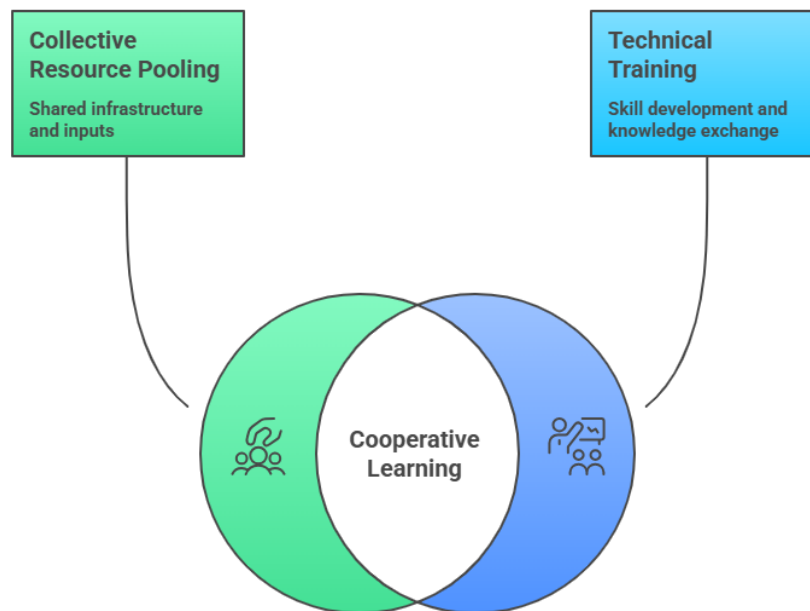 Collective
Resource Pooling
Shared infrastructure
and inputs
Technical
Training
Skill development and
knowledge exchange
Cooperative
Learning